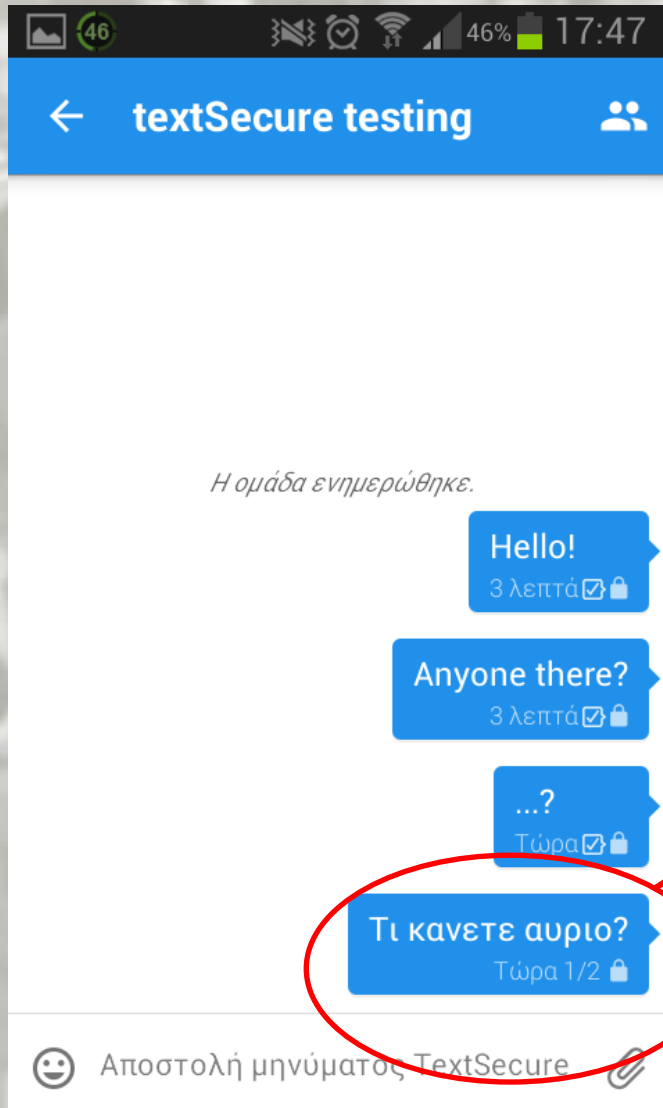 46 46% 17:47
textSecure testing
Η ομάδα ενημερώθηκε.
Hello!
3 λεπτά
Anyone there?
3 λεπτά
...?
Τώρα
Τι κανετε αυριο?
Τώρα 1/2
Αποστολή μηνύματος TextSecure